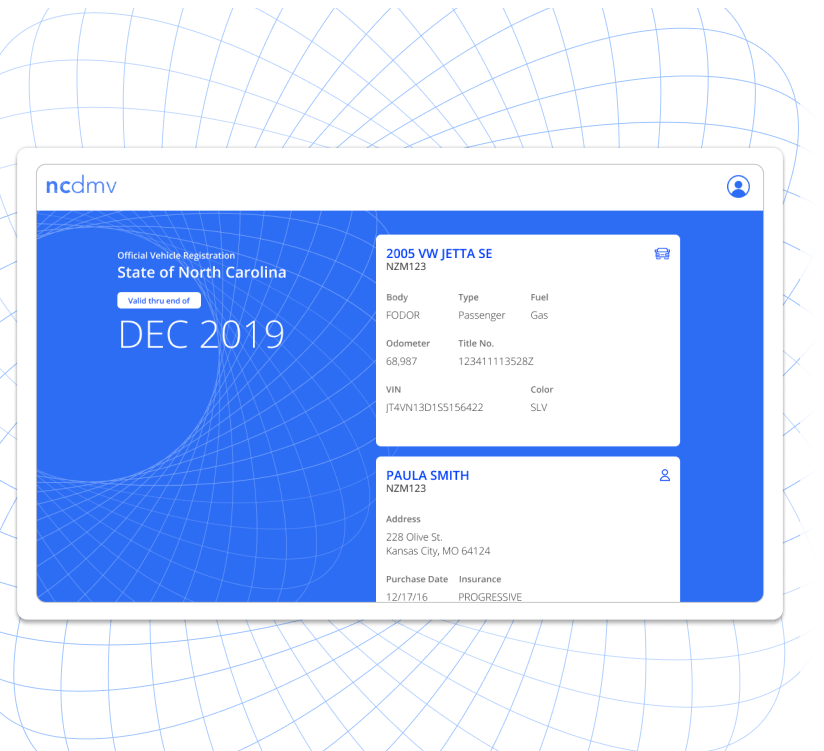 ncdmv
Official Vehicle Registration
State of North Carolina
Valid thru end of
DEC 2019
2005 VW JETTA SE
NZM123
Body Type Fuel
FODOR Passenger Gas
Odometer Title No.
68,987 123411113528Z
VIN Color
JT4VN13D1S5156422 SLV
PAULA SMITH
NZM123
Address
228 Olive St.
Kansas City, MO 64124
Purchase Date Insurance
12/17/16 PROGRESSIVE